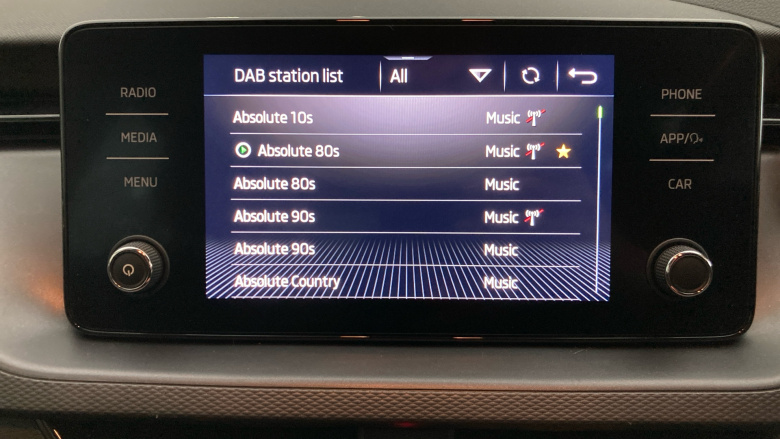 DAB station list All
RADIO
MEDIA
MENU
Absolute 10s Music
Absolute 80s Music
Absolute 80s Music
Absolute 90s Music
Absolute 90s Music
Absolute Country Music
PHONE
APP/
CAR